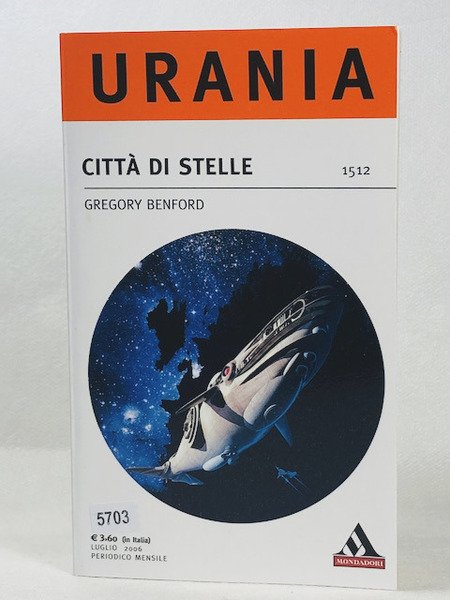 URANIA
CITTÀ DI STELLE 1512
GREGORY BENFORD
5703
€ 3.60 (in Italia)
LUGLIO 2006
PERIODICO MENSILE
MONDADORI